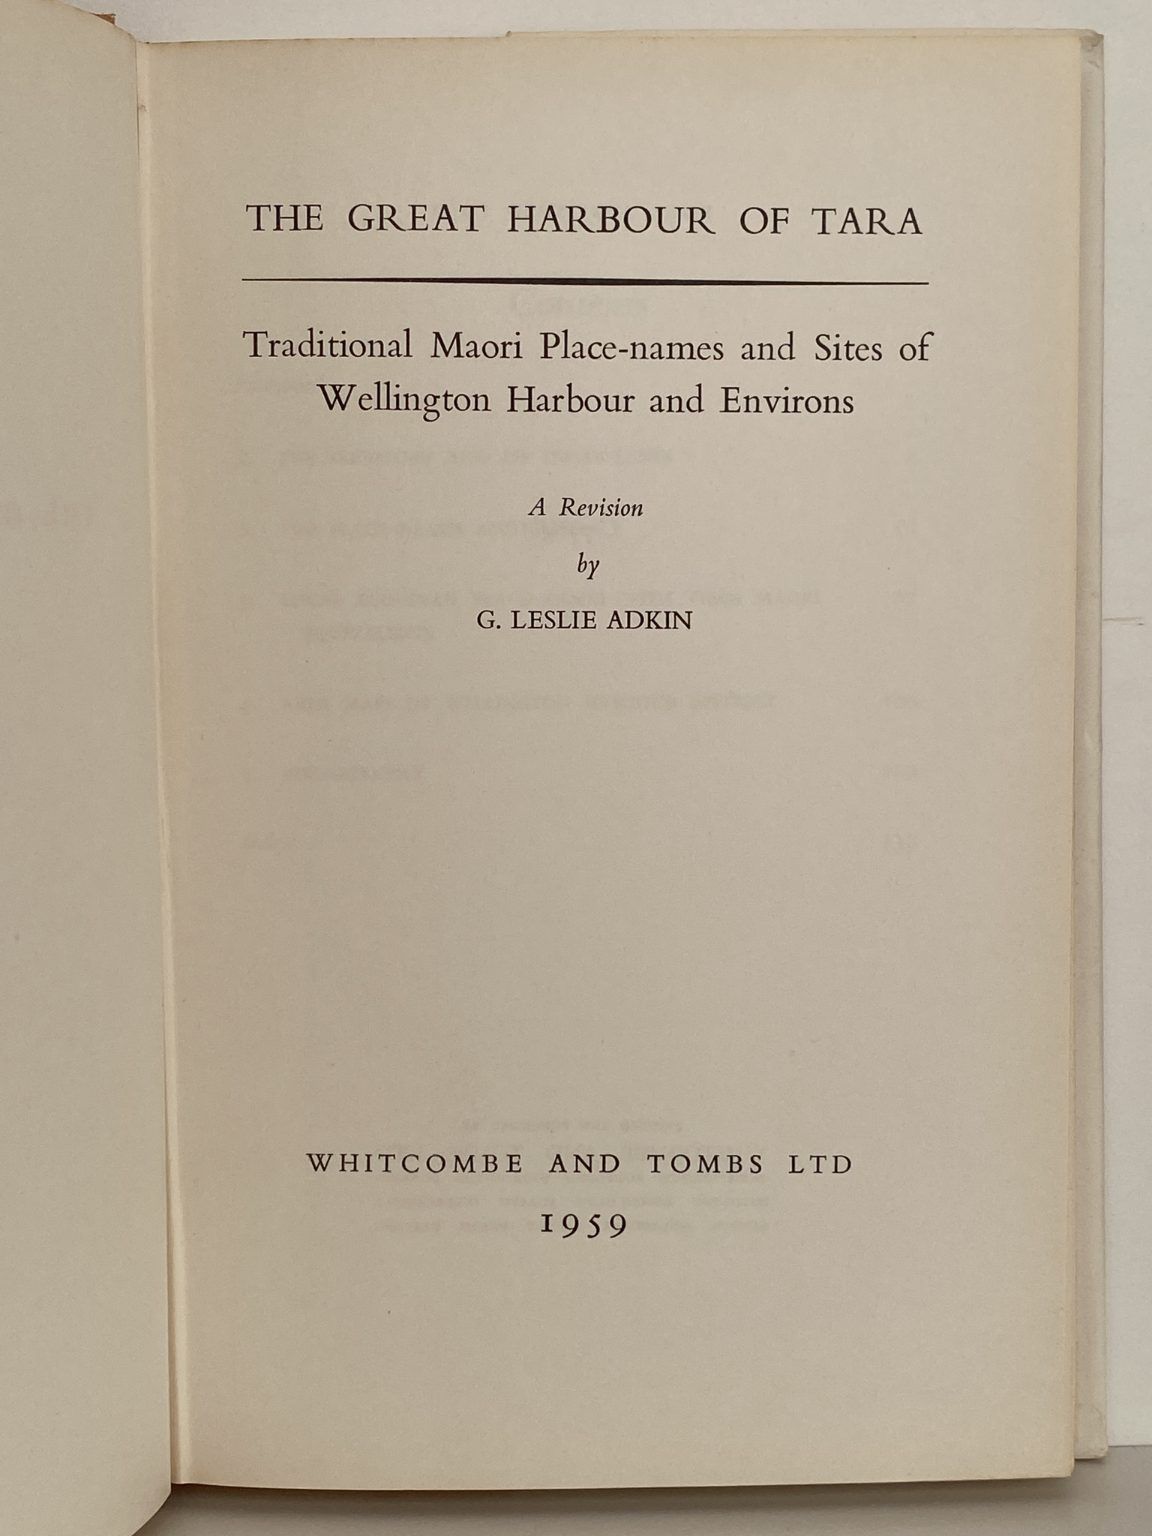 THE GREAT HARBOUR OF TARA
Traditional Maori Place-names and Sites of
Wellington Harbour and Environs
A Revision
by
G. LESLIE ADKIN
WHITCOMBE AND TOMBS LTD
1959